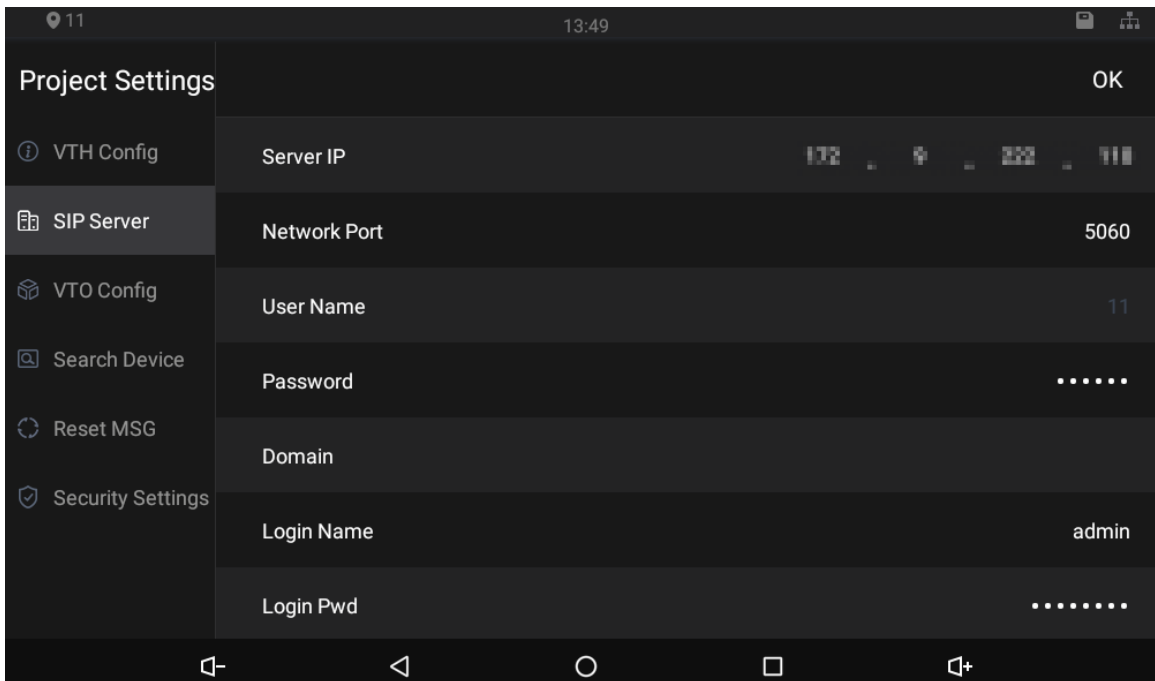 11
13:49
Project Settings
OK
VTH Config
SIP Server
VTO Config
Search Device
Reset MSG
Security Settings
Server IP
Network Port 5060
User Name 11
Password ••••••
Domain
Login Name admin
Login Pwd ••••••••